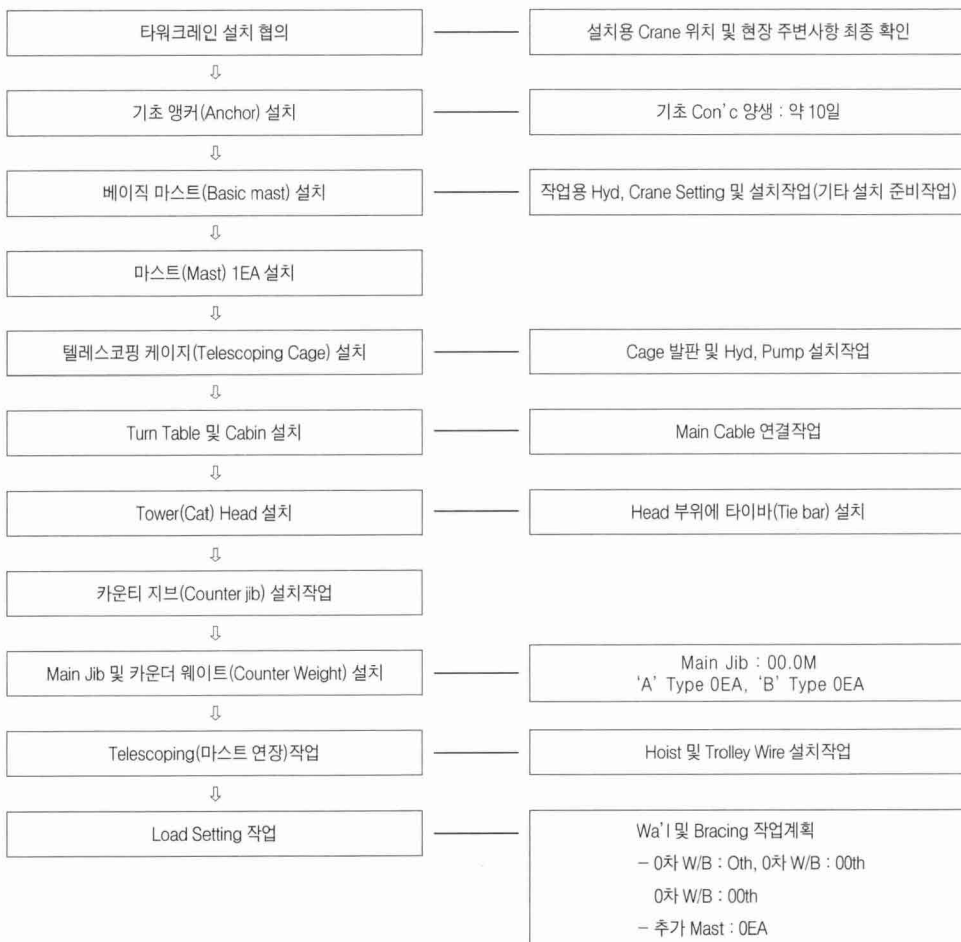 타워크레인 설치 협의
설치용 Crane 위치 및 현장 주변사항 최종 확인
기초 앵커(Anchor) 설치
기초 Con'c 양생 : 약 10일
베이직 마스트(Basic mast) 설치
작업용 Hyd, Crane Setting 및 설치작업(기타 설치 준비작업)
마스트(Mast) 1EA 설치
텔레스코핑 케이지(Telescoping Cage) 설치
Cage 발판 및 Hyd, Pump 설치작업
Turn Table 및 Cabin 설치
Main Cable 연결작업
Tower(Cat) Head 설치
Head 부위에 타이바(Tie bar) 설치
카운티 지브(Counter jib) 설치작업
Main Jib 및 카운더 웨이트(Counter Weight) 설치
Main Jib : 00.0M
'A' Type 0EA, 'B' Type 0EA
Telescoping(마스트 연장)작업
Hoist 및 Trolley Wire 설치작업
Load Setting 작업
Wa'l 및 Bracing 작업계획
- 0차 W/B : Oth, 0차 W/B : 00th
0차 W/B : 00th
- 추가 Mast : 0EA